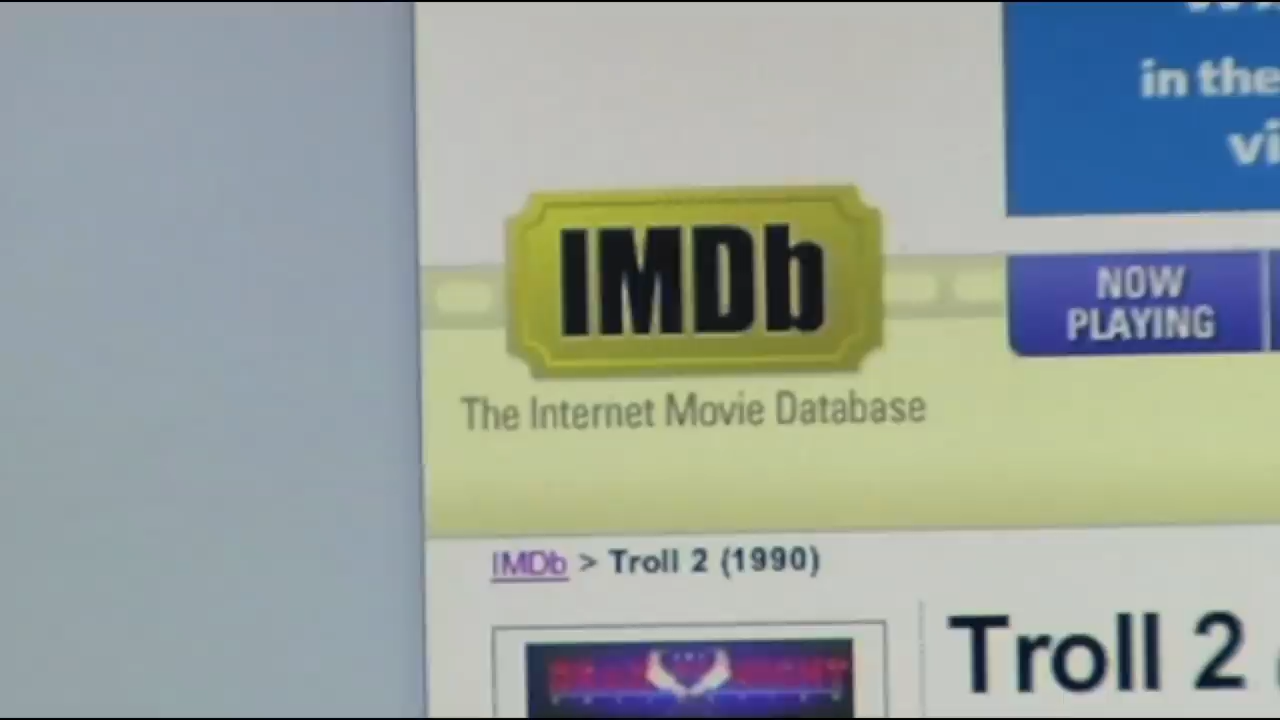 in the
vi
IMDb
NOW
PLAYING
The Internet Movie Database
IMDb > Troll 2 (1990)
Troll 2